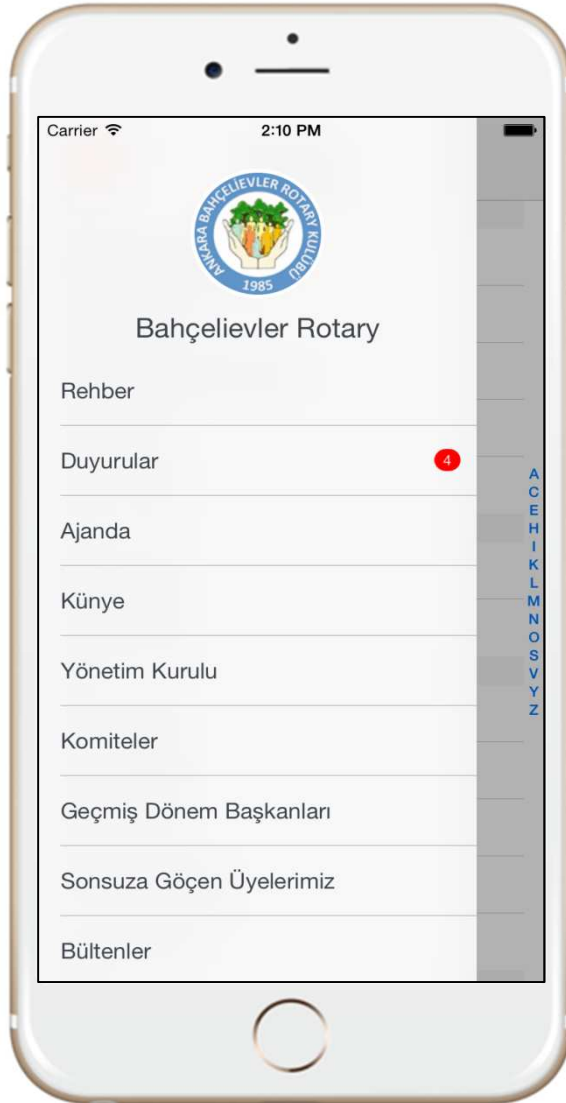 Carrier
2:10 PM
ANKARA BAHÇELİEVLER ROTARY KULÜBÜ
1985
Bahçelievler Rotary
Rehber
Duyurular
4
Ajanda
Künye
Yönetim Kurulu
Komiteler
Geçmiş Dönem Başkanları
Sonsuza Göçen Üyelerimiz
Bültenler
A
C
E
H
I
K
L
M
N
O
S
V
Y
Z